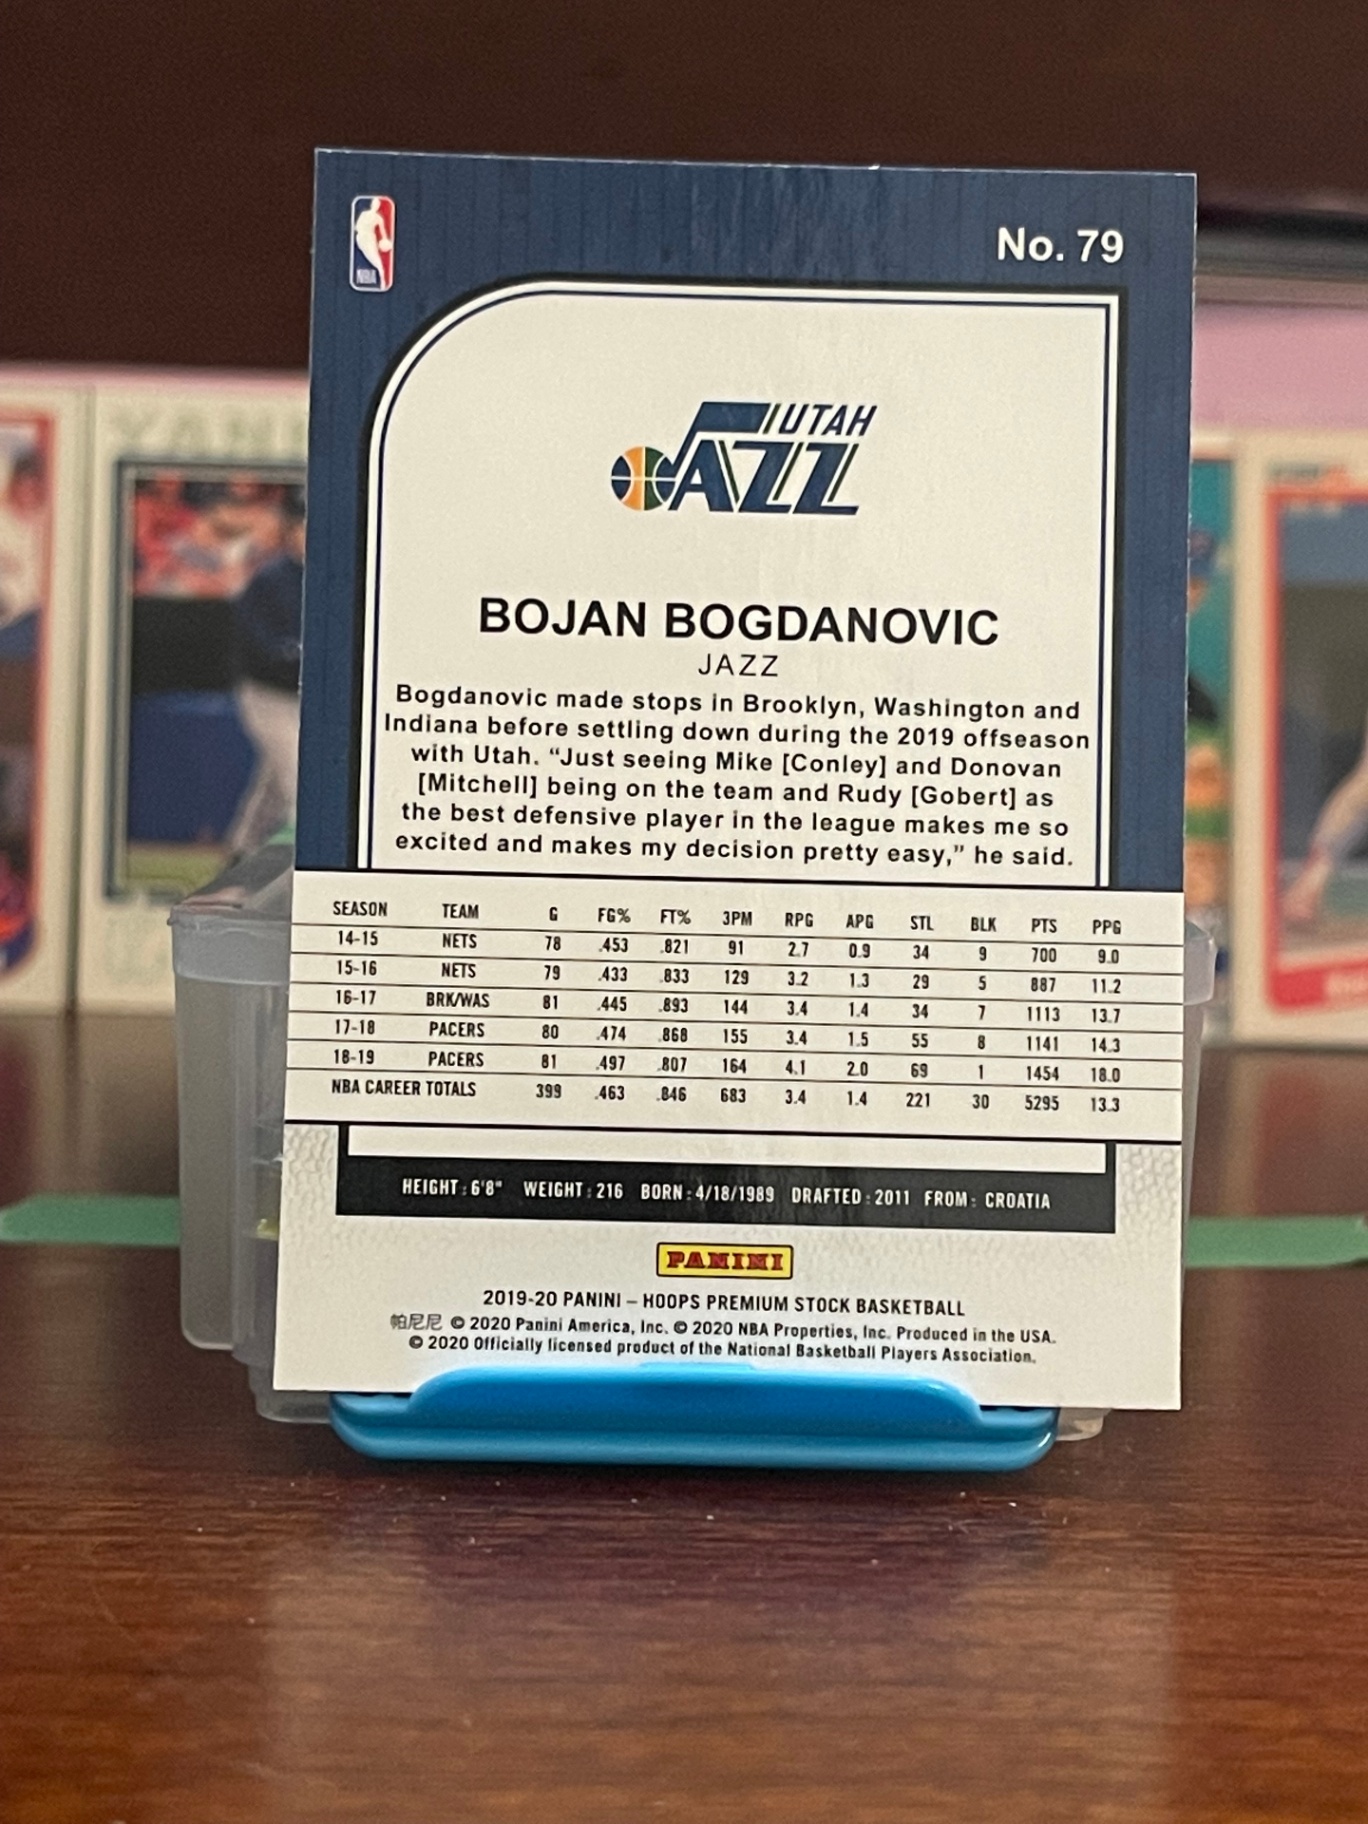 NBA
No. 79
UTAH
JAZZ
BOJAN BOGDANOVIC
JAZZ
Bogdanovic made stops in Brooklyn, Washington and
Indiana before settling down during the 2019 offseason
with Utah. “Just seeing Mike [Conley] and Donovan
[Mitchell] being on the team and Rudy [Gobert] as
the best defensive player in the league makes me so
excited and makes my decision pretty easy,” he said.
SEASON TEAM G FG% FT% 3PM RPG APG STL BLK PTS PPG
14-15 NETS 78 .453 .821 91 2.7 0.9 34 9 700 9.0
15-16 NETS 79 .433 .833 129 3.2 1.3 29 5 887 11.2
16-17 BRK/WAS 81 .445 .893 144 3.4 1.4 34 7 1113 13.7
17-18 PACERS 80 .474 .868 155 3.4 1.5 55 8 1141 14.3
18-19 PACERS 81 .497 .807 164 4.1 2.0 69 1 1454 18.0
NBA CAREER TOTALS 399 .463 .846 683 3.4 1.4 221 30 5295 13.3
HEIGHT: 6'8" WEIGHT: 216 BORN: 4/18/1989 DRAFTED: 2011 FROM: CROATIA
PANINI
2019-20 PANINI – HOOPS PREMIUM STOCK BASKETBALL
帕尼尼 © 2020 Panini America, Inc. © 2020 NBA Properties, Inc. Produced in the USA.
© 2020 Officially licensed product of the National Basketball Players Association.